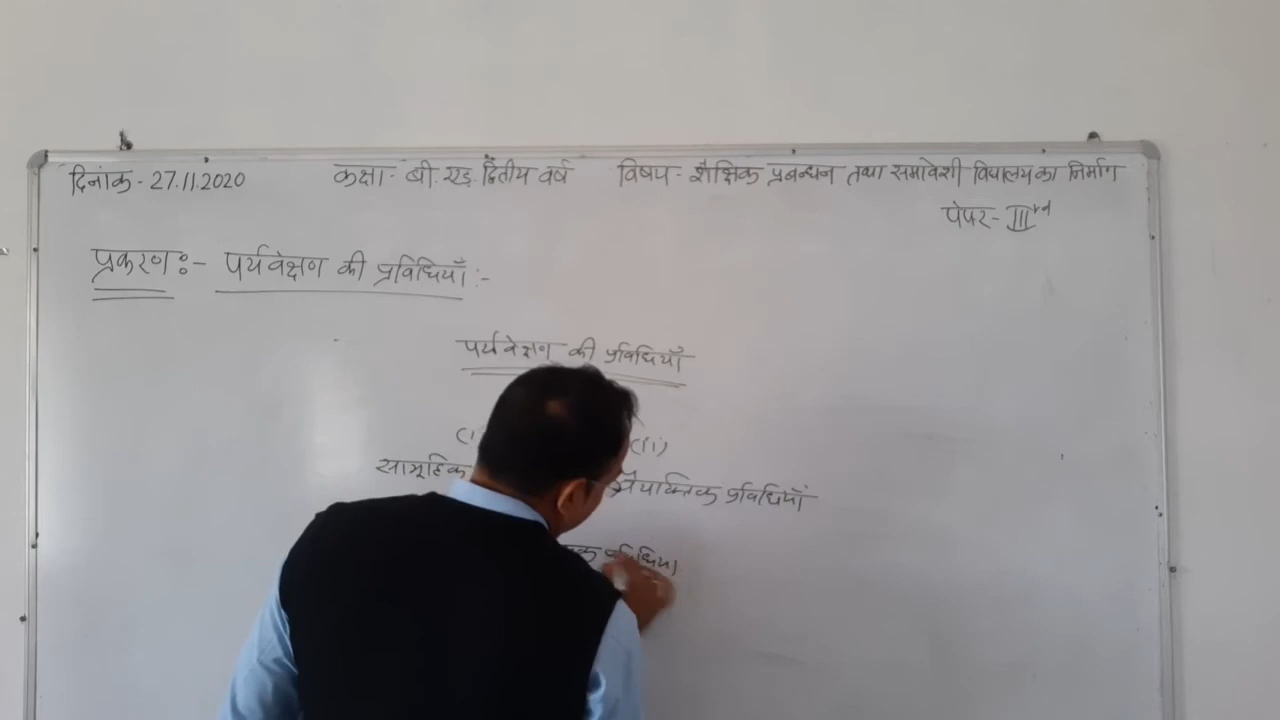 दिनांक - 27.11.2020 कक्षा - बी. एड. द्वितीय वर्ष विषय - शैक्षिक प्रबन्धन तथा समावेशी विद्यालय का निर्माण
पेपर - III rd
प्रकरण :- पर्यवेक्षण की प्रविधियाँ :-
पर्यवेक्षण की प्रविधियाँ
(i (ii)
सामूहिक वैयक्तिक प्रविधियाँ